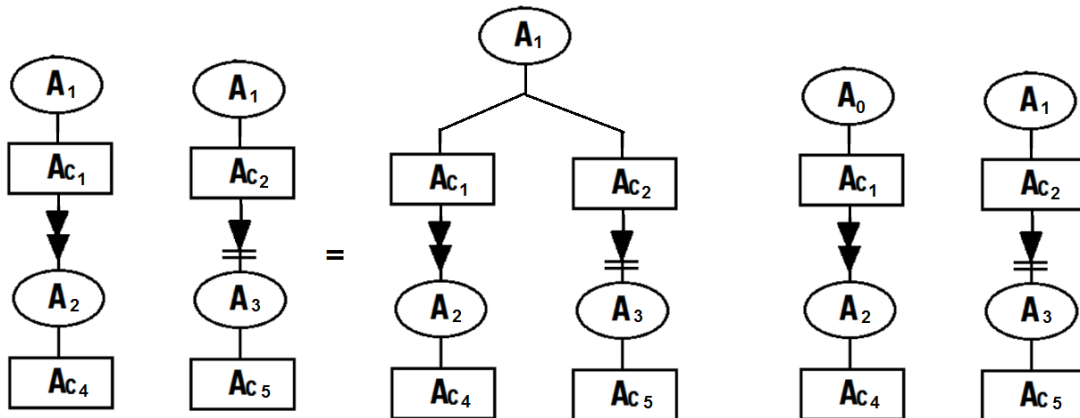 A₁
A₁ A₁ A₀ A₁
Ac₁ Ac₂ Ac₁ Ac₂ Ac₁ Ac₂
=
A₂ A₃ A₂ A₃ A₂ A₃
Ac₄ Ac₅ Ac₄ Ac₅ Ac₄ Ac₅